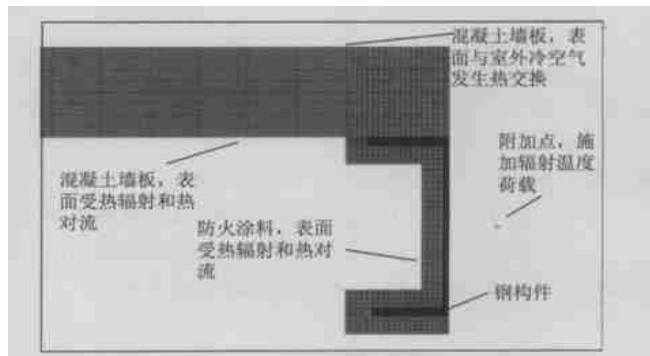 混凝土墙板，表
面与室外冷空气
发生热交换
附加点，施
加辐射温度
荷载
混凝土墙板，表
面受热辐射和热
对流
防火涂料，表面
受热辐射和热对
流
钢构件